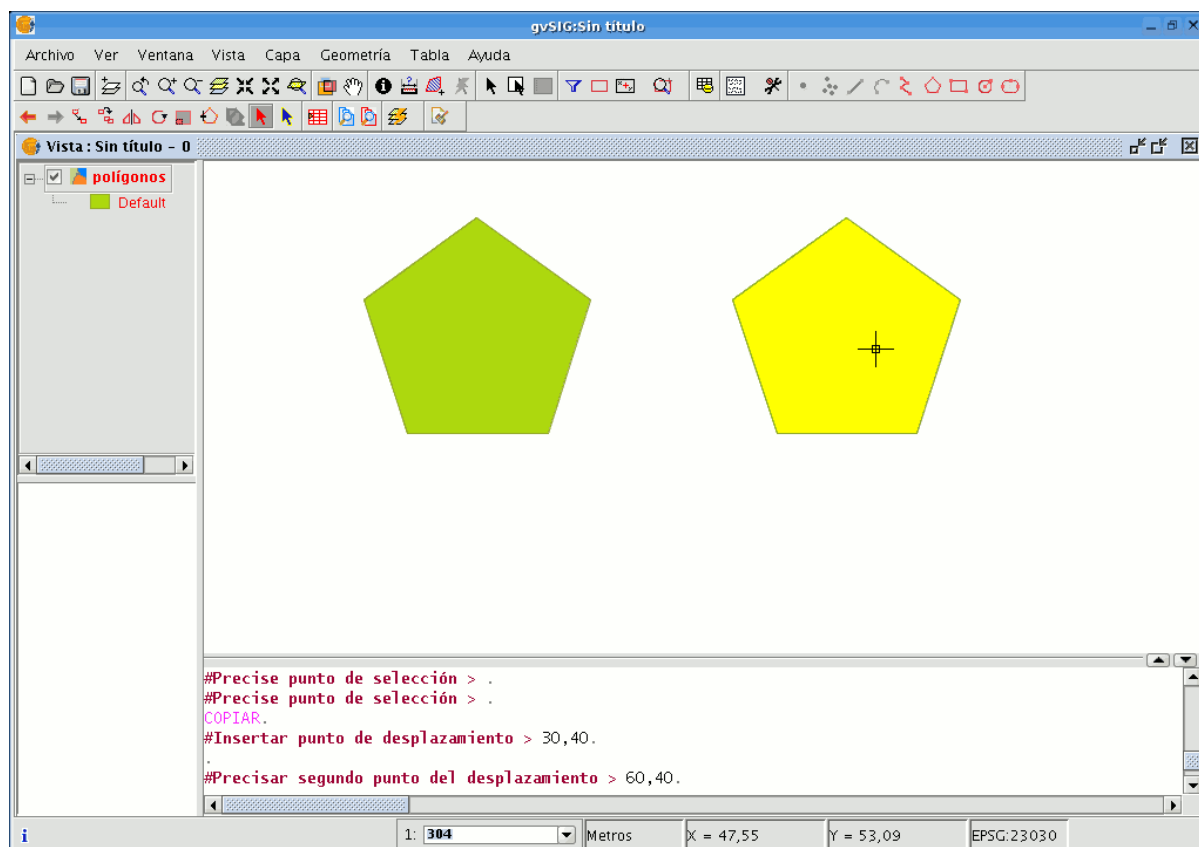 gvSIG:Sin título
Archivo Ver Ventana Vista Capa Geometría Tabla Ayuda
Vista : Sin título - 0
polígonos
Default
#Precise punto de selección > .
#Precise punto de selección > .
COPIAR.
#Insertar punto de desplazamiento > 30,40.
.
#Precisar segundo punto del desplazamiento > 60,40.
1: 304 Metros X = 47,55 Y = 53,09 EPSG:23030